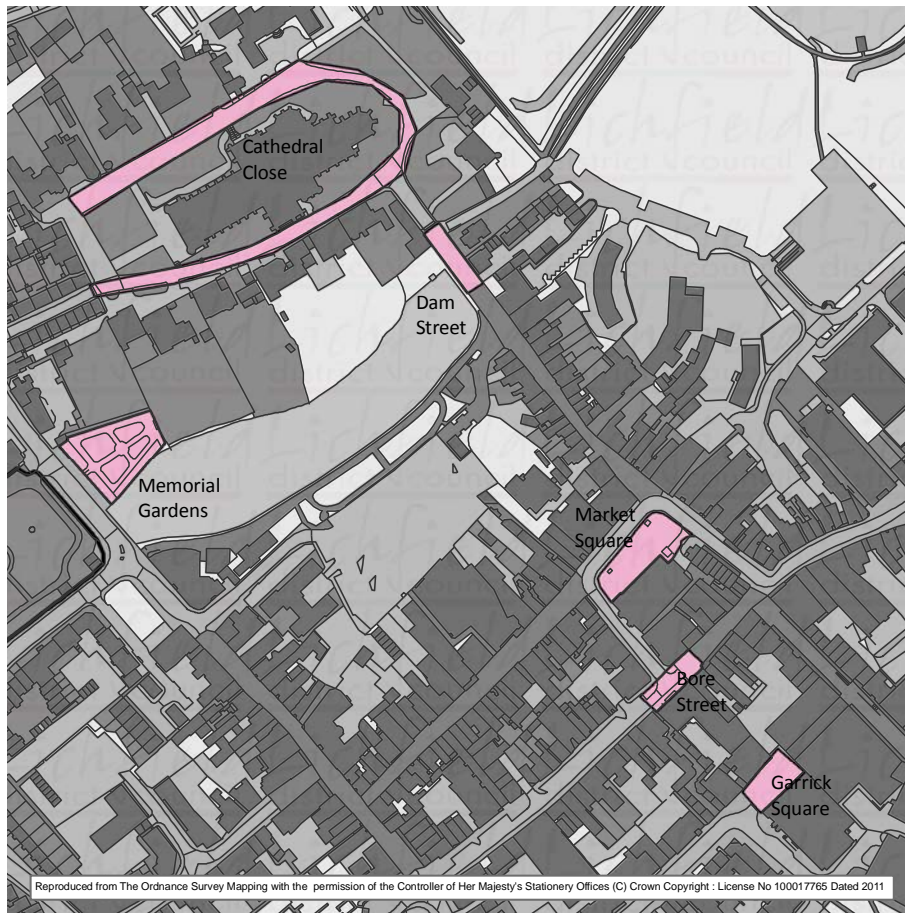 Cathedral
Close
Dam
Street
Memorial
Gardens
Market
Square
Bore
Street
Garrick
Square
Reproduced from The Ordnance Survey Mapping with the permission of the Controller of Her Majesty's Stationery Offices (C) Crown Copyright : License No 100017765 Dated 2011